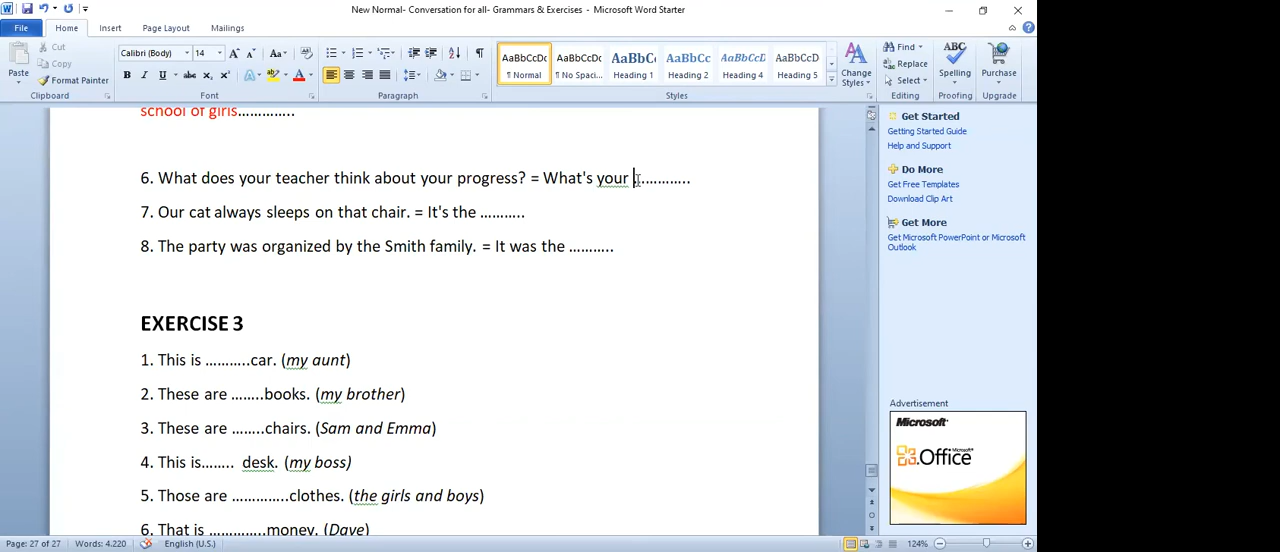 New Normal- Conversation for all- Grammars & Exercises - Microsoft Word Starter
File Home Insert Page Layout Mailings
Paste
Cut
Copy
Format Painter
Clipboard
Calibri (Body) 14
B I U abc x₂ x² A
Font
Paragraph
AaBbCcDc AaBbCcDc AaBbCc AaBbCc AaBbCcDc AaBbCcD
¶ Normal ¶ No Spaci... Heading 1 Heading 2 Heading 4 Heading 5
Change Styles
Styles
Find
Replace
Select
Editing
ABC
Spelling
Proofing
Purchase
Upgrade
school of girls…………..
6. What does your teacher think about your progress? = What's your …………..
7. Our cat always sleeps on that chair. = It's the ………..
8. The party was organized by the Smith family. = It was the ………..
EXERCISE 3
1. This is ………..car. (my aunt)
2. These are ……..books. (my brother)
3. These are ……..chairs. (Sam and Emma)
4. This is…….. desk. (my boss)
5. Those are …………..clothes. (the girls and boys)
6. That is …………..money. (Dave)
Get Started
Getting Started Guide
Help and Support
Do More
Get Free Templates
Download Clip Art
Get More
Get Microsoft PowerPoint or Microsoft
Outlook
Advertisement
Microsoft
Office
Page: 27 of 27 Words: 4.220 English (U.S.) 124%